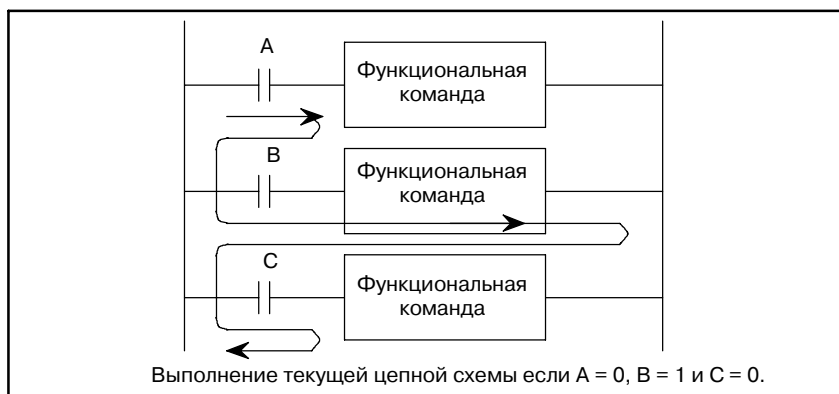 A
Функциональная
команда
B
Функциональная
команда
C
Функциональная
команда
Выполнение текущей цепной схемы если A = 0, B = 1 и C = 0.